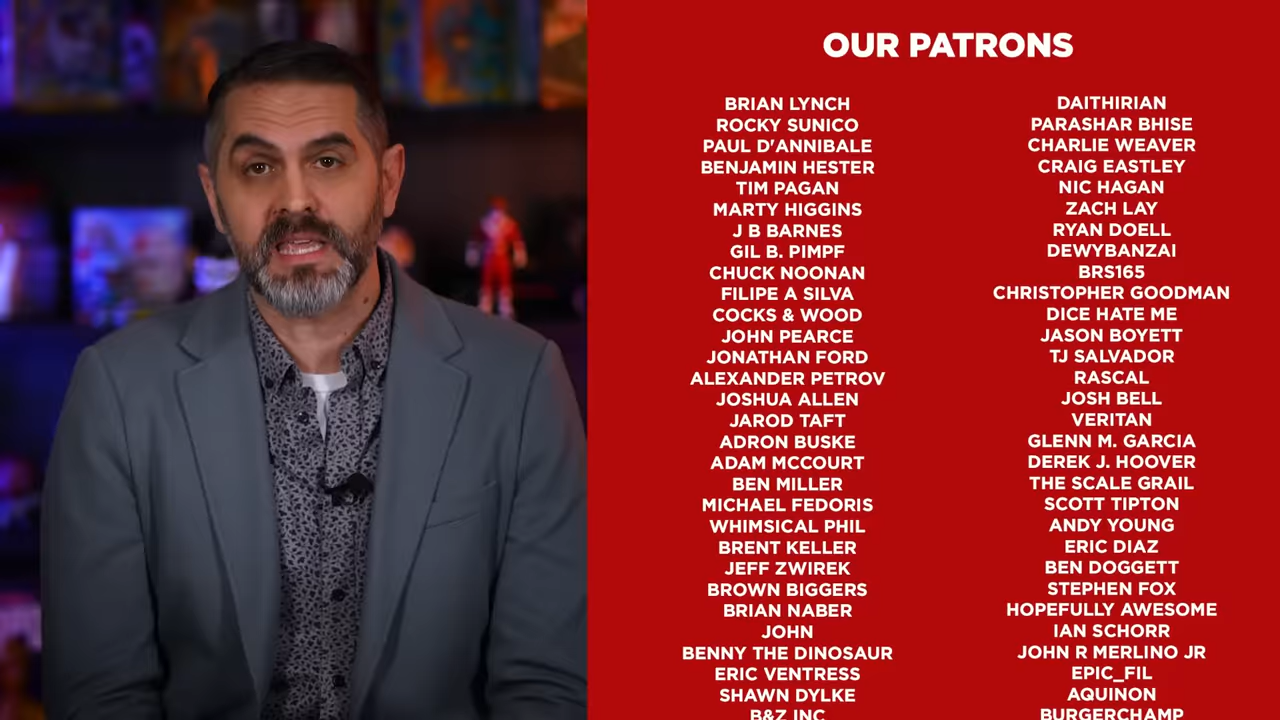 OUR PATRONS
BRIAN LYNCH
ROCKY SUNICO
PAUL D'ANNIBALE
BENJAMIN HESTER
TIM PAGAN
MARTY HIGGINS
J B BARNES
GIL B. PIMPF
CHUCK NOONAN
FILIPE A SILVA
COCKS & WOOD
JOHN PEARCE
JONATHAN FORD
ALEXANDER PETROV
JOSHUA ALLEN
JAROD TAFT
ADRON BUSKE
ADAM MCCOURT
BEN MILLER
MICHAEL FEDORIS
WHIMSICAL PHIL
BRENT KELLER
JEFF ZWIREK
BROWN BIGGERS
BRIAN NABER
JOHN
BENNY THE DINOSAUR
ERIC VENTRESS
SHAWN DYLKE
B&Z INC
DAITHIRIAN
PARASHAR BHISE
CHARLIE WEAVER
CRAIG EASTLEY
NIC HAGAN
ZACH LAY
RYAN DOELL
DEWYBANZAI
BRS165
CHRISTOPHER GOODMAN
DICE HATE ME
JASON BOYETT
TJ SALVADOR
RASCAL
JOSH BELL
VERITAN
GLENN M. GARCIA
DEREK J. HOOVER
THE SCALE GRAIL
SCOTT TIPTON
ANDY YOUNG
ERIC DIAZ
BEN DOGGETT
STEPHEN FOX
HOPEFULLY AWESOME
IAN SCHORR
JOHN R MERLINO JR
EPIC_FIL
AQUINON
BURGERCHAMP